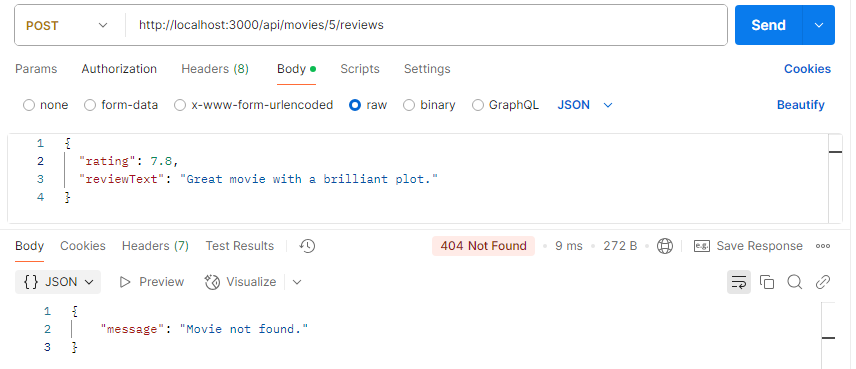 POST http://localhost:3000/api/movies/5/reviews Send
Params Authorization Headers (8) Body Scripts Settings Cookies
none form-data x-www-form-urlencoded raw binary GraphQL JSON Beautify
1 {
2 "rating": 7.8,
3 "reviewText": "Great movie with a brilliant plot."
4 }
Body Cookies Headers (7) Test Results 404 Not Found • 9 ms • 272 B • e.g. Save Response
{} JSON Preview Visualize
1 {
2 "message": "Movie not found."
3 }